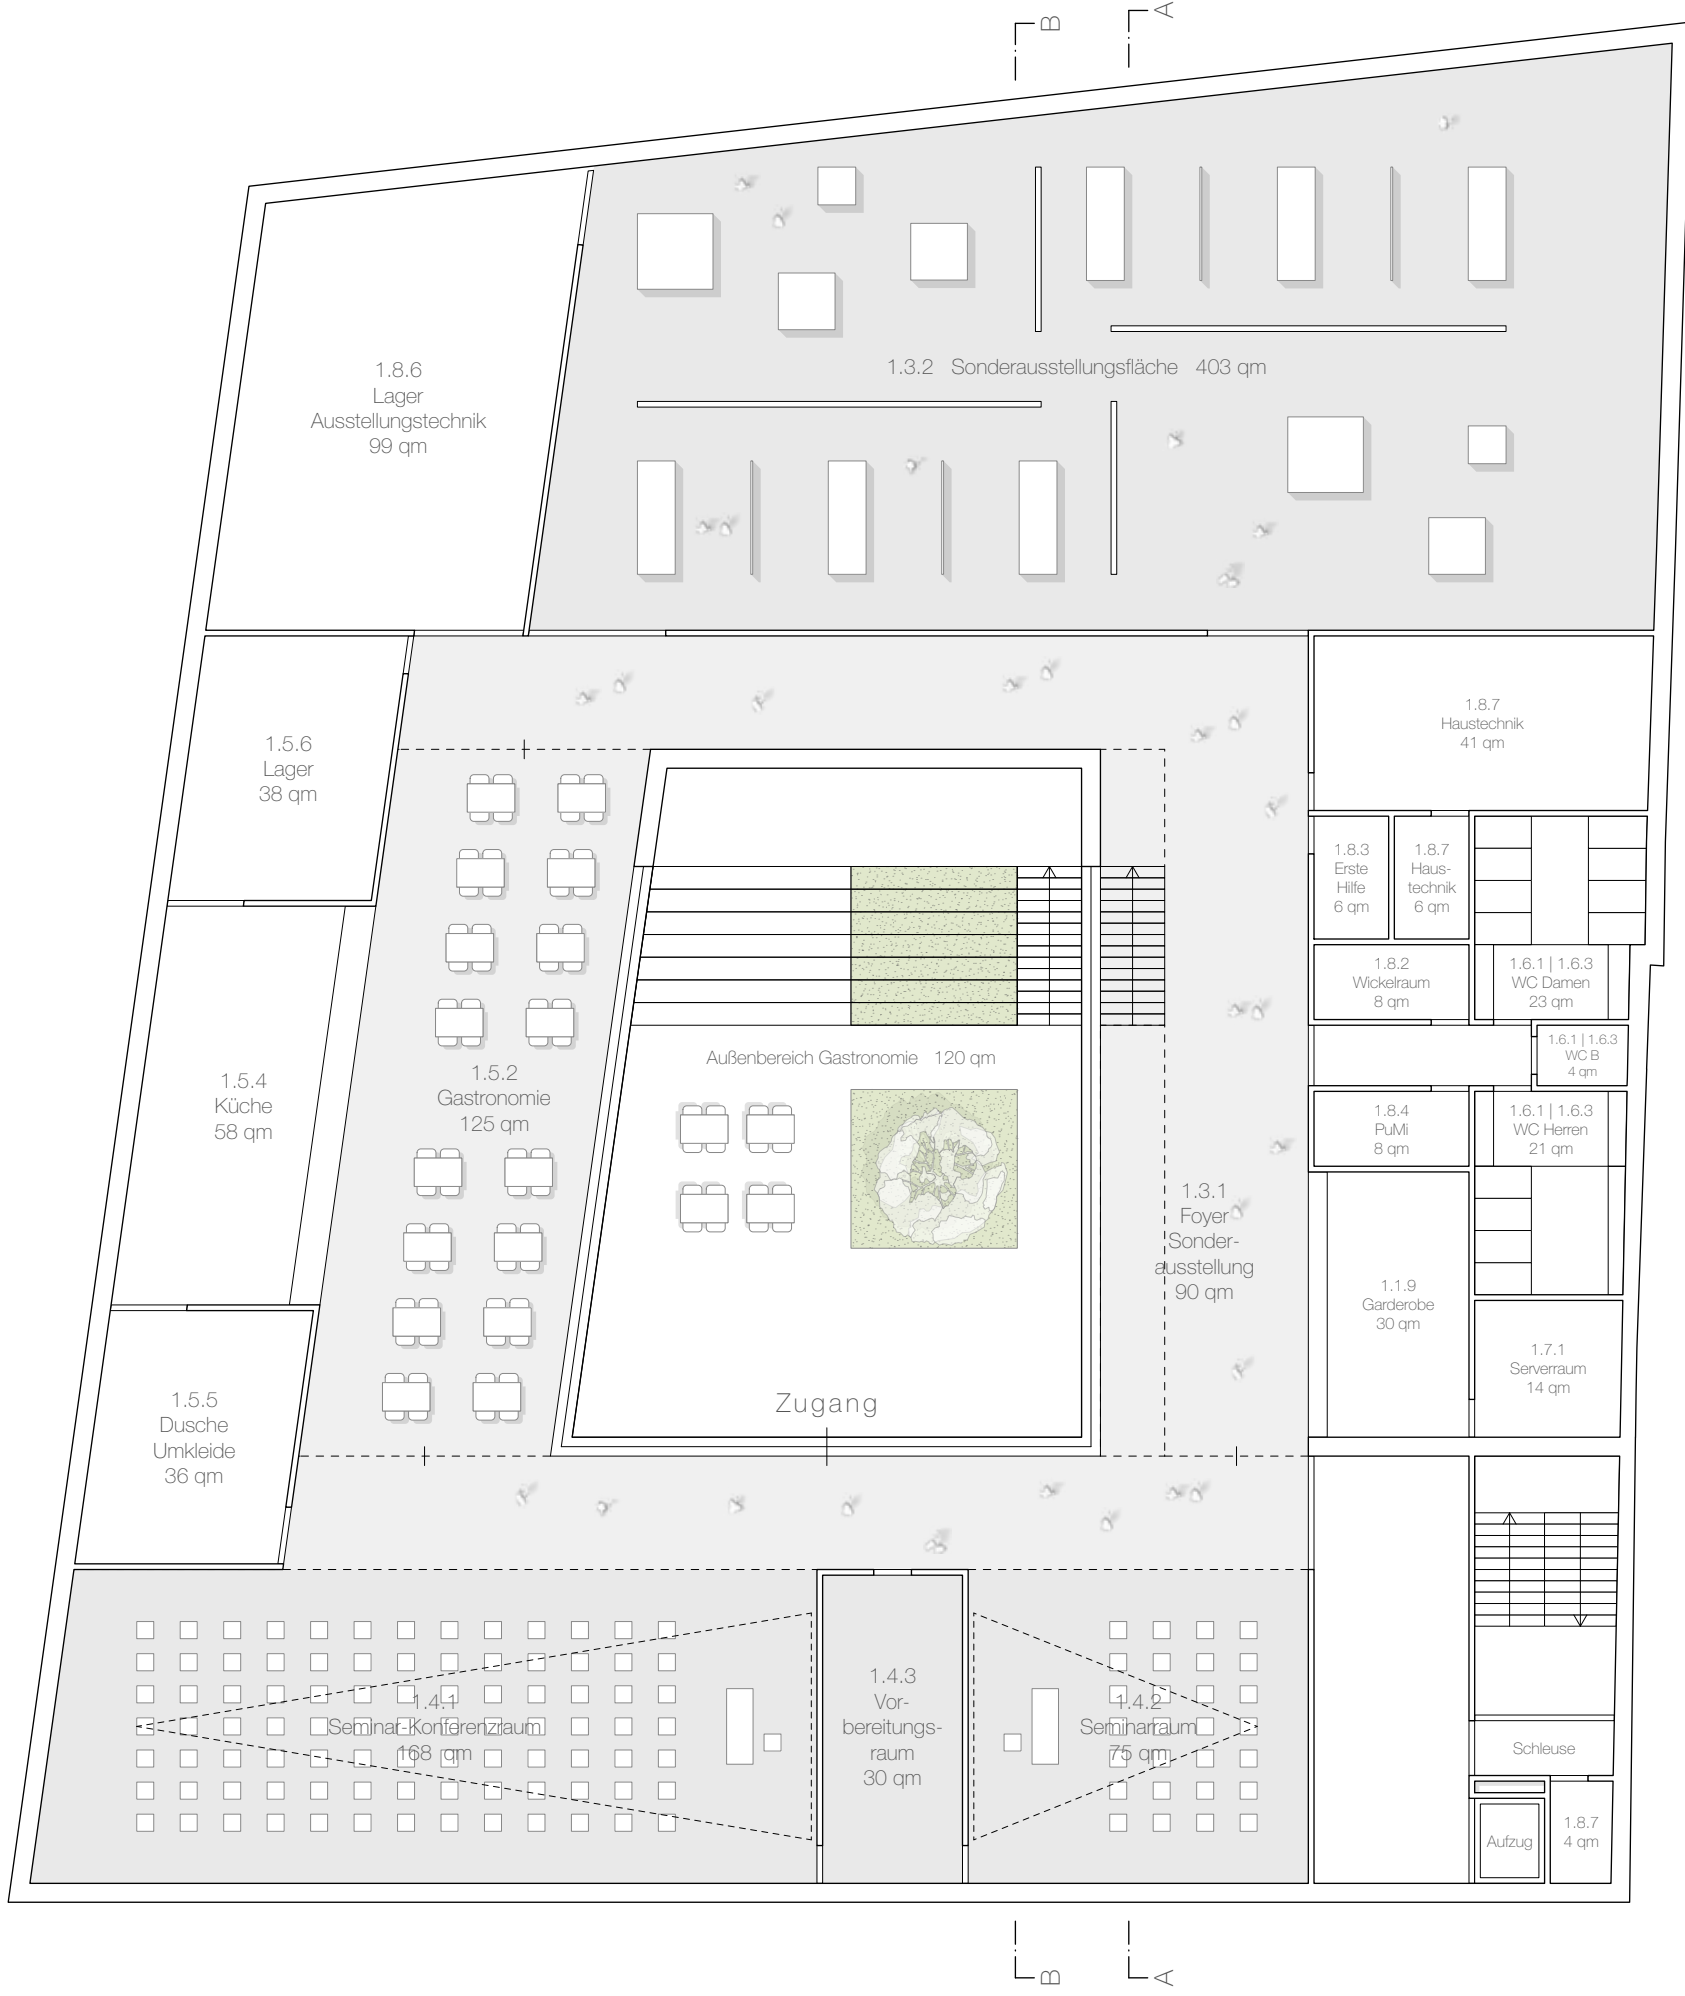 B
A
1.3.2 Sonderausstellungsfläche 403 qm
1.8.6
Lager
Ausstellungstechnik
99 qm
1.5.6
Lager
38 qm
1.8.7
Haustechnik
41 qm
1.8.3
Erste
Hilfe
6 qm
1.8.7
Haus-
technik
6 qm
1.8.2
Wickelraum
8 qm
1.6.1 | 1.6.3
WC Damen
23 qm
1.6.1 | 1.6.3
WC B
4 qm
Außenbereich Gastronomie 120 qm
1.5.2
Gastronomie
125 qm
1.5.4
Küche
58 qm
1.8.4
PuMi
8 qm
1.6.1 | 1.6.3
WC Herren
21 qm
1.3.1
Foyer
Sonder-
ausstellung
90 qm
1.1.9
Garderobe
30 qm
1.7.1
Serverraum
14 qm
Zugang
1.5.5
Dusche
Umkleide
36 qm
1.4.1
Seminar-Konferenzraum
168 qm
1.4.3
Vor-
bereitungs-
raum
30 qm
1.4.2
Seminarraum
75 qm
Schleuse
Aufzug
1.8.7
4 qm
B
A